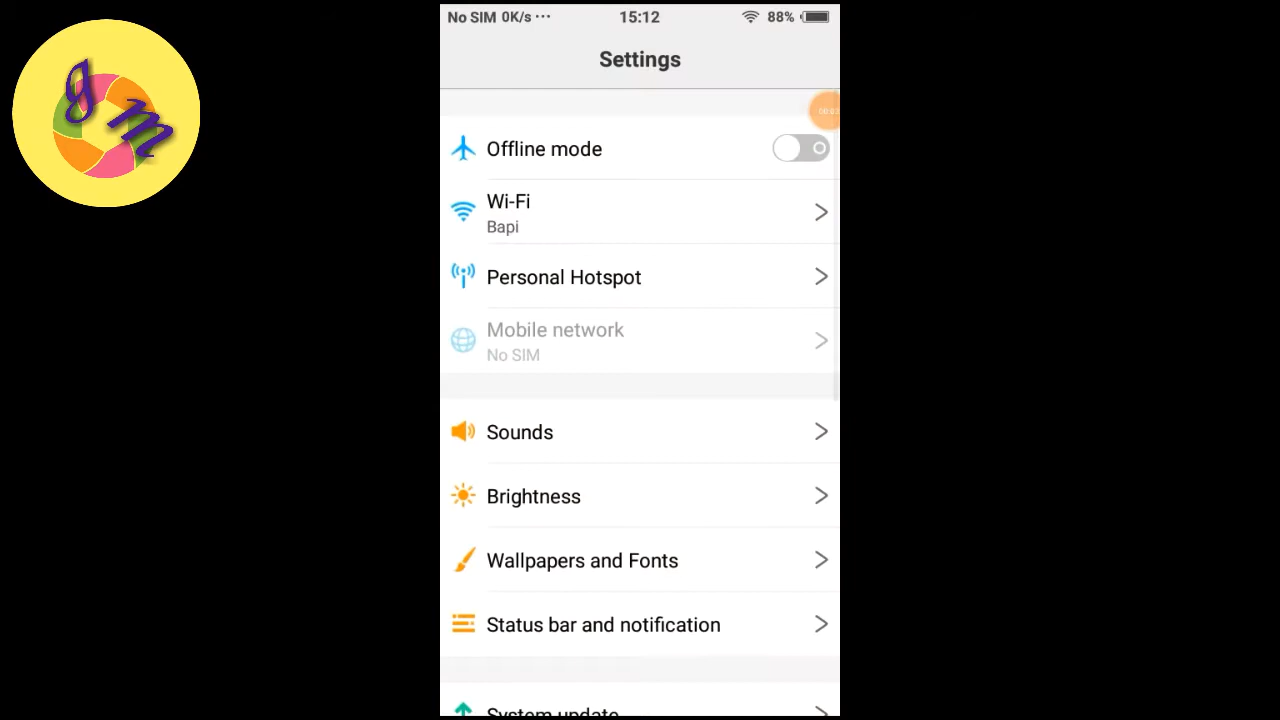 No SIM 0K/s ··· 15:12 88%
Settings
gm
Offline mode
Wi-Fi
Bapi
Personal Hotspot
Mobile network
No SIM
Sounds
Brightness
Wallpapers and Fonts
Status bar and notification
System update